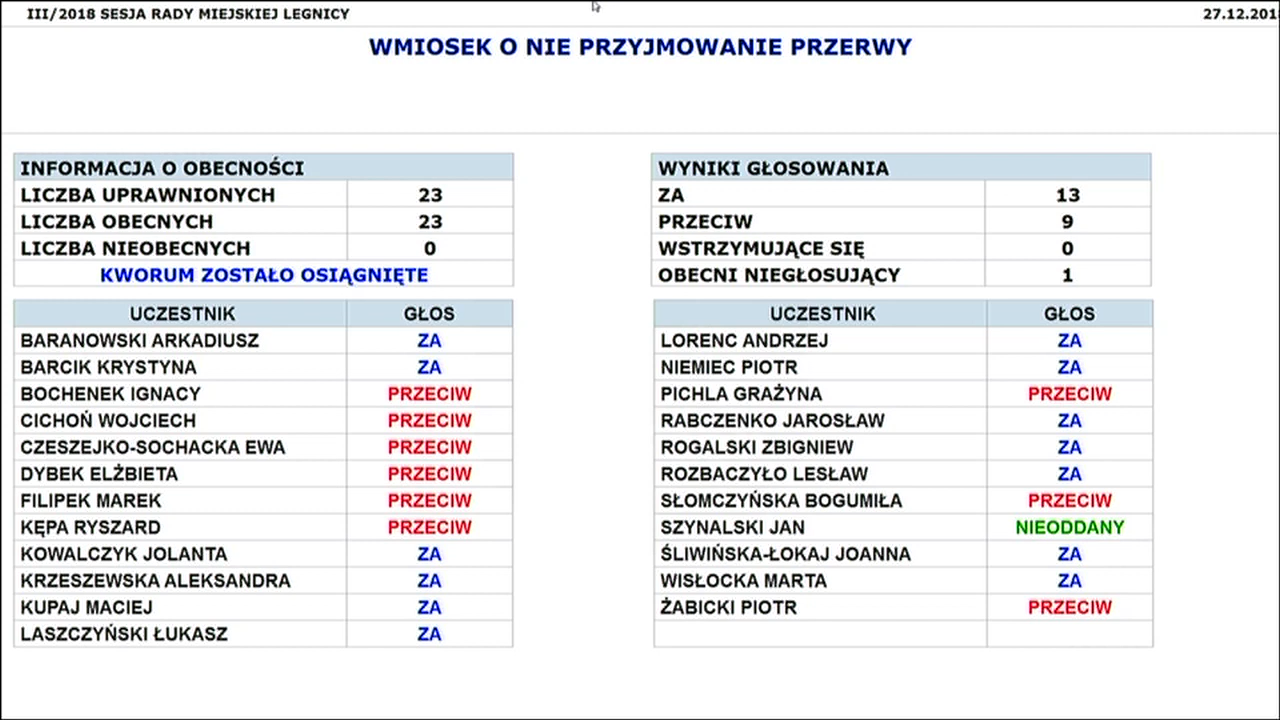 III/2018 SESJA RADY MIEJSKIEJ LEGNICY
27.12.201
WMIOSEK O NIE PRZYJMOWANIE PRZERWY
INFORMACJA O OBECNOŚCI
LICZBA UPRAWNIONYCH 23
LICZBA OBECNYCH 23
LICZBA NIEOBECNYCH 0
KWORUM ZOSTAŁO OSIĄGNIĘTE
WYNIKI GŁOSOWANIA
ZA 13
PRZECIW 9
WSTRZYMUJĄCE SIĘ 0
OBECNI NIEGŁOSUJĄCY 1
UCZESTNIK GŁOS
BARANOWSKI ARKADIUSZ ZA
BARCIK KRYSTYNA ZA
BOCHENEK IGNACY PRZECIW
CICHOŃ WOJCIECH PRZECIW
CZESZEJKO-SOCHACKA EWA PRZECIW
DYBEK ELŻBIETA PRZECIW
FILIPEK MAREK PRZECIW
KĘPA RYSZARD PRZECIW
KOWALCZYK JOLANTA ZA
KRZESZEWSKA ALEKSANDRA ZA
KUPAJ MACIEJ ZA
LASZCZYŃSKI ŁUKASZ ZA
UCZESTNIK GŁOS
LORENC ANDRZEJ ZA
NIEMIEC PIOTR ZA
PICHLA GRAŻYNA PRZECIW
RABCZENKO JAROSŁAW ZA
ROGALSKI ZBIGNIEW ZA
ROZBACZYŁO LESŁAW ZA
SŁOMCZYŃSKA BOGUMIŁA PRZECIW
SZYNALSKI JAN NIEODDANY
ŚLIWIŃSKA-ŁOKAJ JOANNA ZA
WISŁOCKA MARTA ZA
ŻABICKI PIOTR PRZECIW